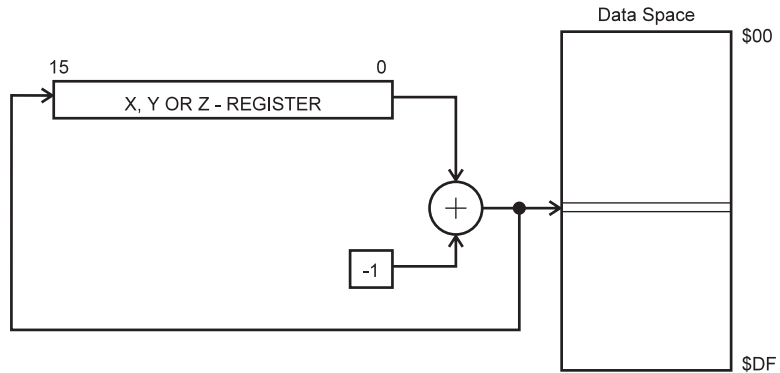 Data Space
$00
15 0
X, Y OR Z - REGISTER
+
-1
$DF